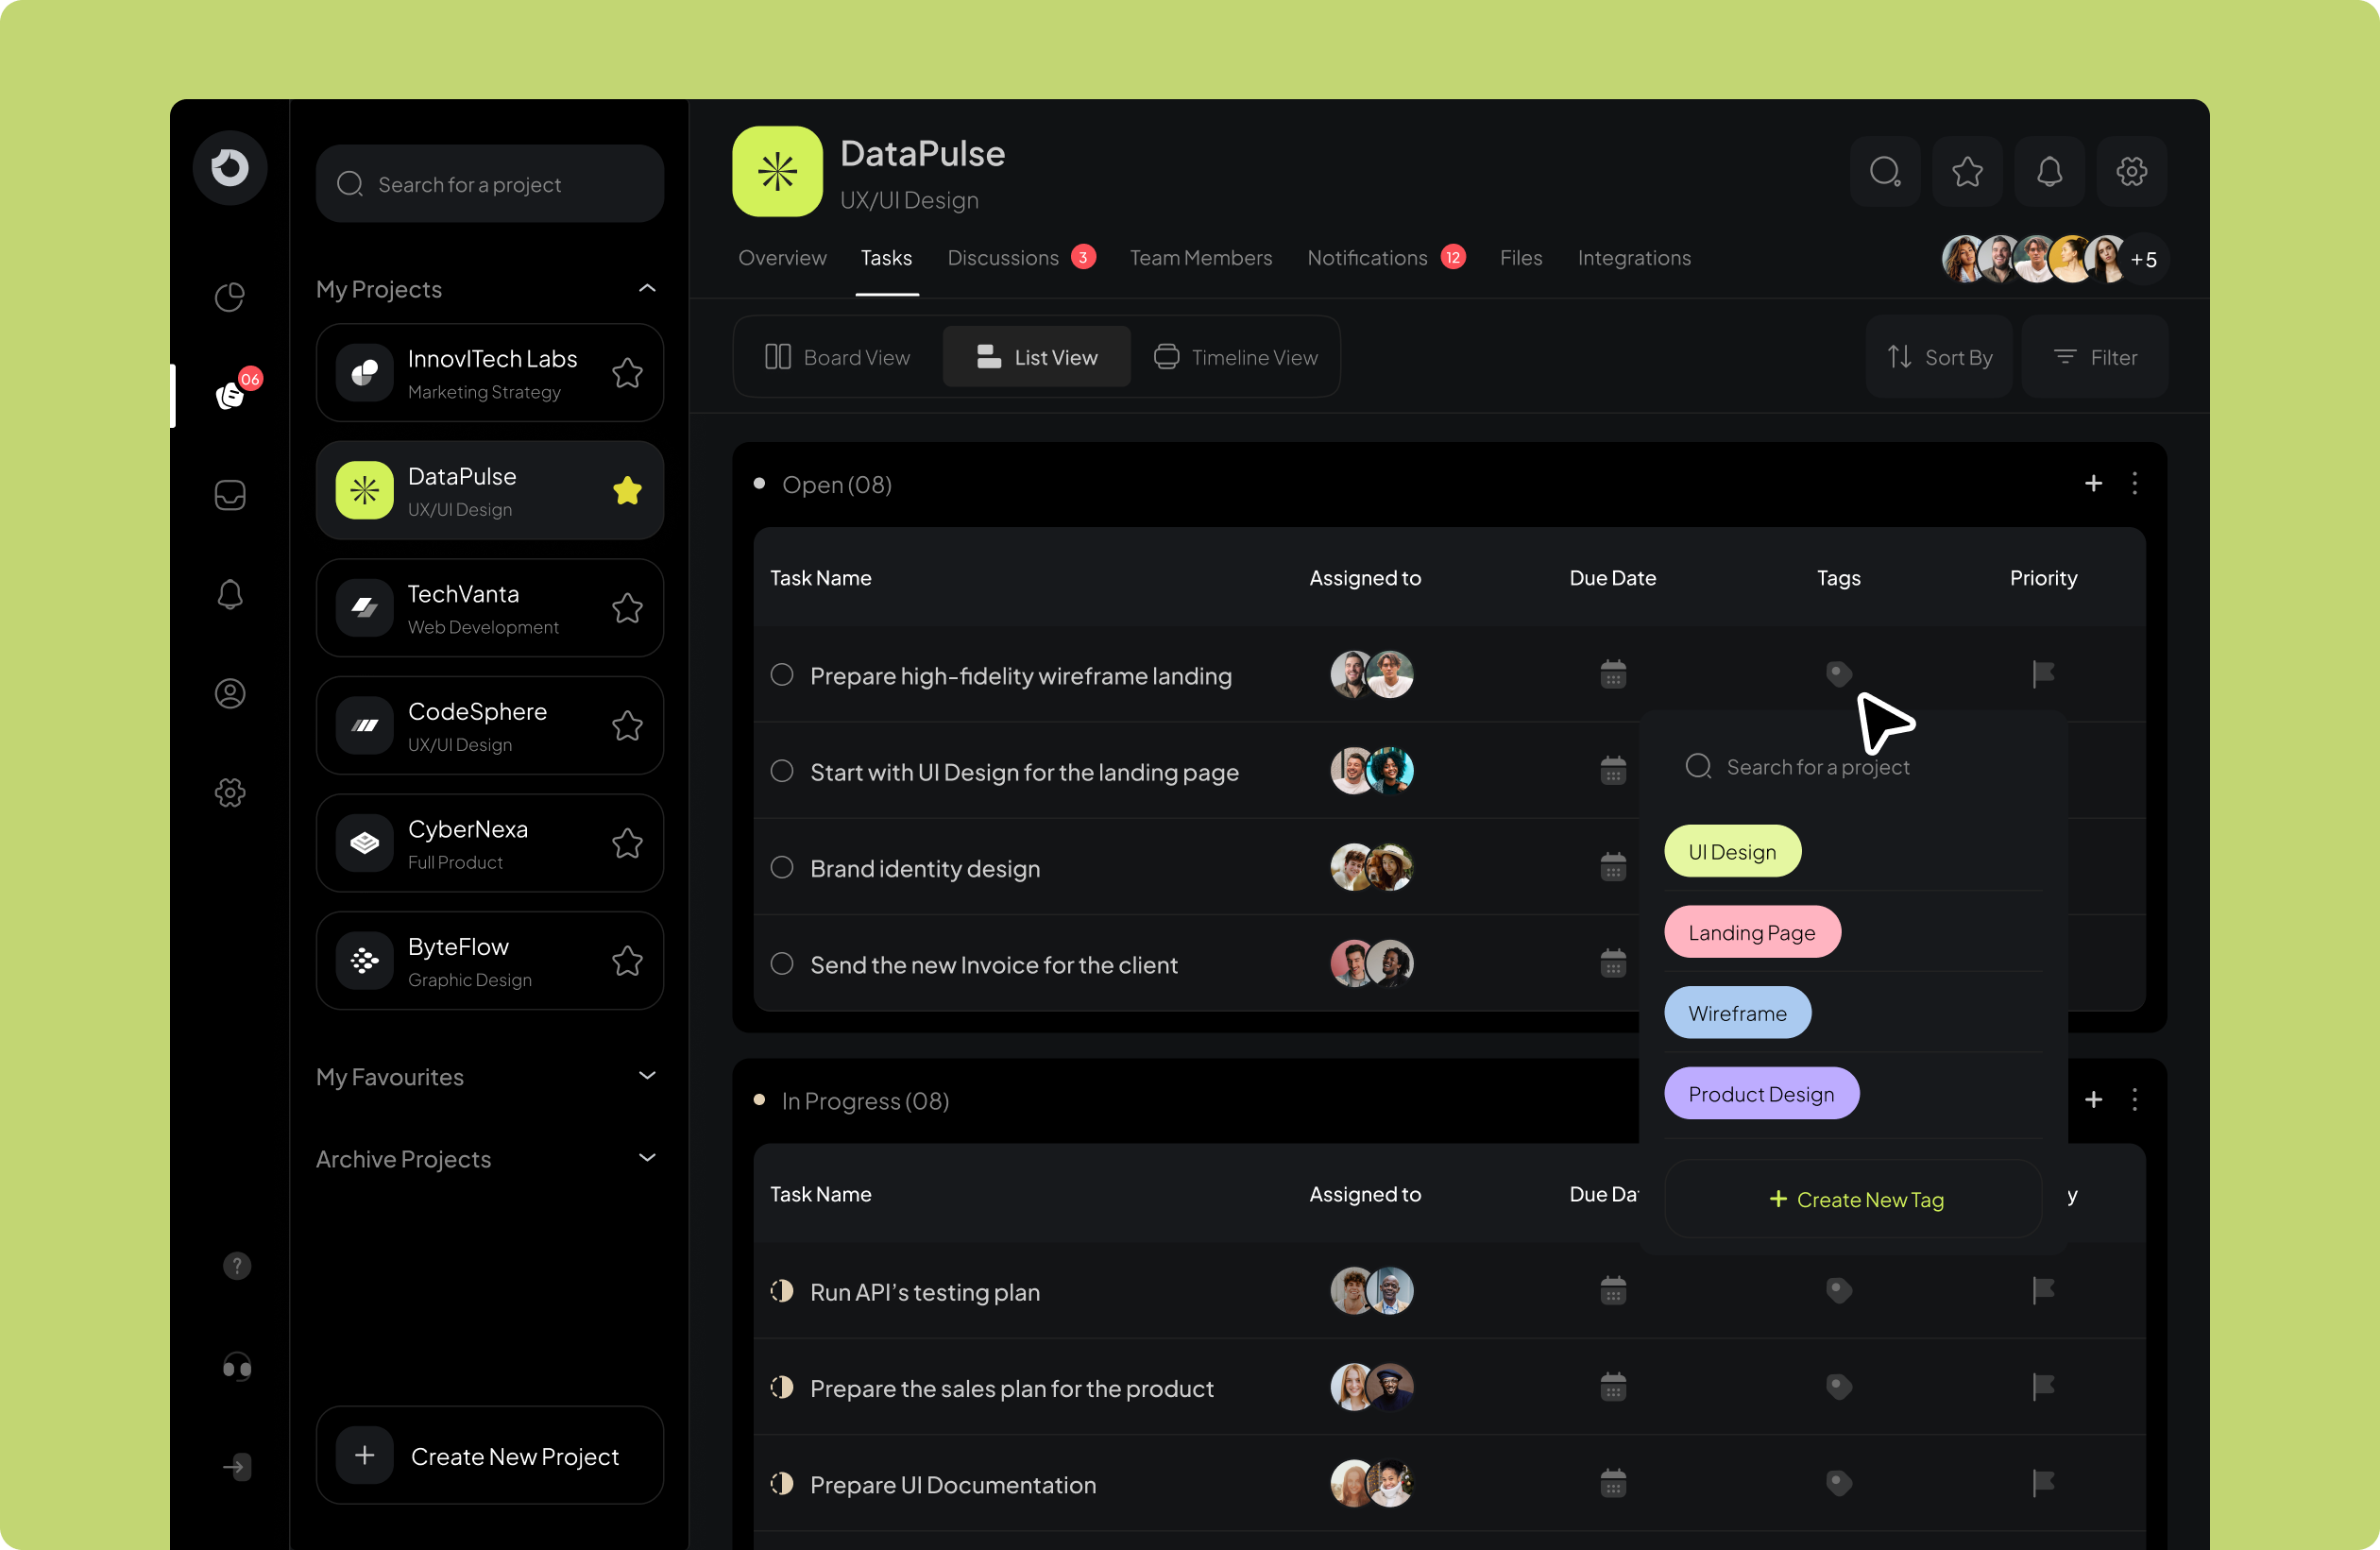 Search for a project
My Projects
InnovITech Labs
Marketing Strategy
06
DataPulse
UX/UI Design
TechVanta
Web Development
CodeSphere
UX/UI Design
CyberNexa
Full Product
ByteFlow
Graphic Design
My Favourites
Archive Projects
?
Create New Project
DataPulse
UX/UI Design
Overview Tasks Discussions 3 Team Members Notifications 12 Files Integrations +5
Board View List View Timeline View Sort By Filter
Open (08)
Task Name Assigned to Due Date Tags Priority
Prepare high-fidelity wireframe landing
Start with UI Design for the landing page
Brand identity design
Send the new Invoice for the client
Search for a project
UI Design
Landing Page
Wireframe
Product Design
+ Create New Tag
In Progress (08)
Task Name Assigned to Due Da y
Run API’s testing plan
Prepare the sales plan for the product
Prepare UI Documentation